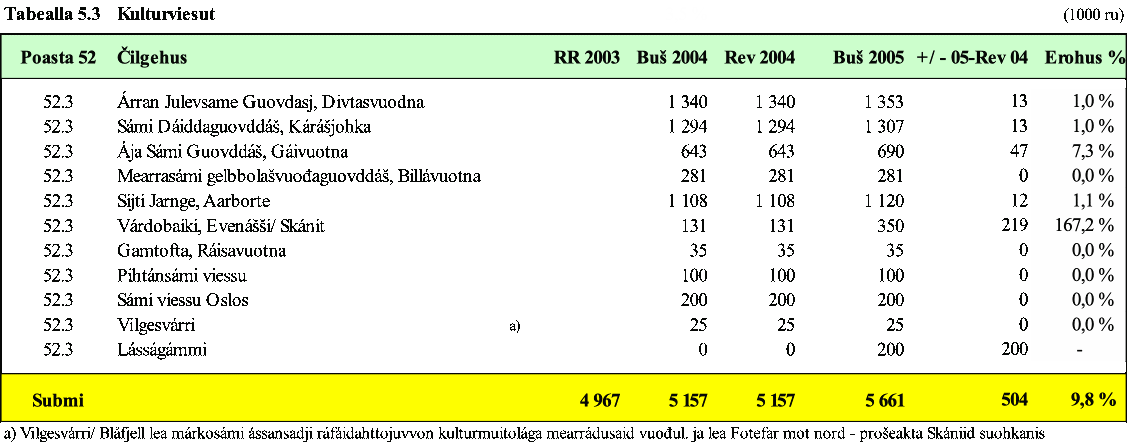 Tabealla 5.3 Kulturviesut (1000 ru)
Poasta 52 Čilgehus RR 2003 Buš 2004 Rev 2004 Buš 2005 +/ - 05-Rev 04 Erohus %
52.3 Árran Julevsame Guovdasj, Divtasvuodna 1 340 1 340 1 353 13 1,0 %
52.3 Sámi Dáiddaguovddáš, Kárášjohka 1 294 1 294 1 307 13 1,0 %
52.3 Ája Sámi Guovddáš, Gáivuotna 643 643 690 47 7,3 %
52.3 Mearrasámi gelbbolašvuođaguovddáš, Billávuotna 281 281 281 0 0,0 %
52.3 Sijti Jarnge, Aarborte 1 108 1 108 1 120 12 1,1 %
52.3 Várdobaiki, Evenášši/ Skánit 131 131 350 219 167,2 %
52.3 Gamtofta, Ráisavuotna 35 35 35 0 0,0 %
52.3 Pihtánsámi viessu 100 100 100 0 0,0 %
52.3 Sámi viessu Oslos 200 200 200 0 0,0 %
52.3 Vilgesvárri a) 25 25 25 0 0,0 %
52.3 Lásságámmi 0 0 200 200 -
Submi 4 967 5 157 5 157 5 661 504 9,8 %
a) Vilgesvárri/ Blåfjell lea márkosámi ássansadji ráfáidahttojuvvon kulturmuitolága mearrádusaid vuođul, ja lea Fotefar mot nord - prošeakta Skániid suohkanis